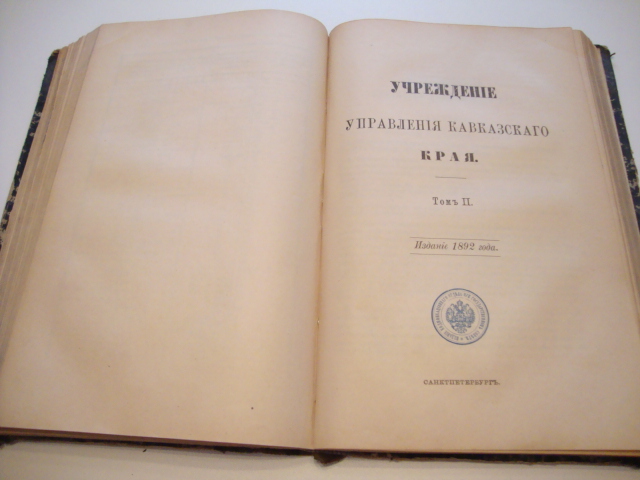 УЧРЕЖДЕНІЕ
УПРАВЛЕНІЯ КАВКАЗСКАГО
КРАЯ.
Томъ II.
Изданіе 1892 года.
САНКТПЕТЕРБУРГЪ.